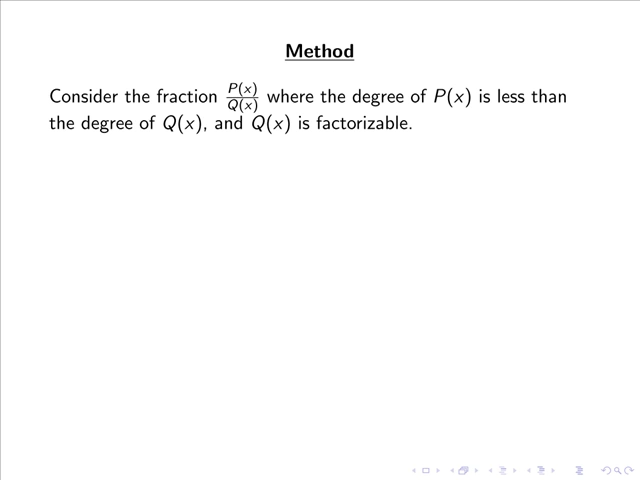 Method
Consider the fraction P(x)/Q(x) where the degree of P(x) is less than
the degree of Q(x), and Q(x) is factorizable.